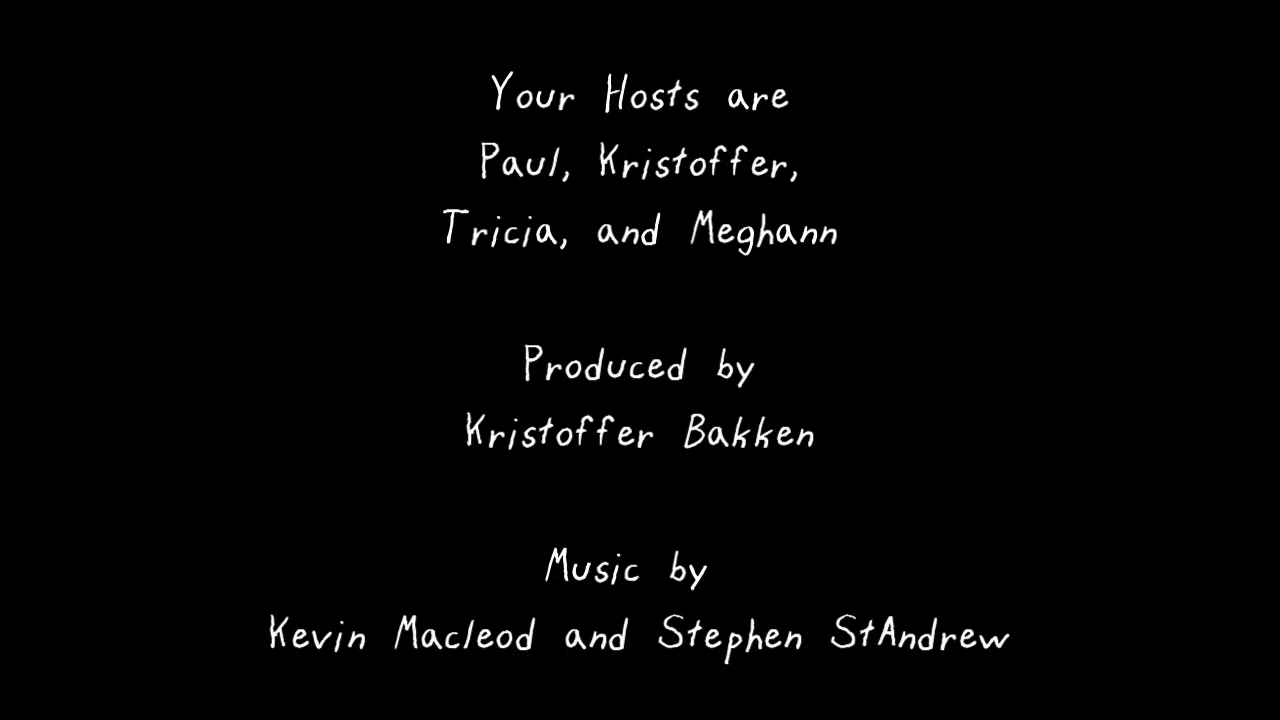 Your Hosts are
Paul, Kristoffer,
Tricia, and Meghann
Produced by
Kristoffer Bakken
Music by
Kevin Macleod and Stephen StAndrew